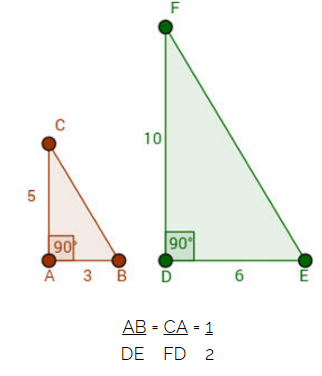 F
C
10
5
90°
90°
A 3 B D 6 E
AB = CA = 1
DE FD 2